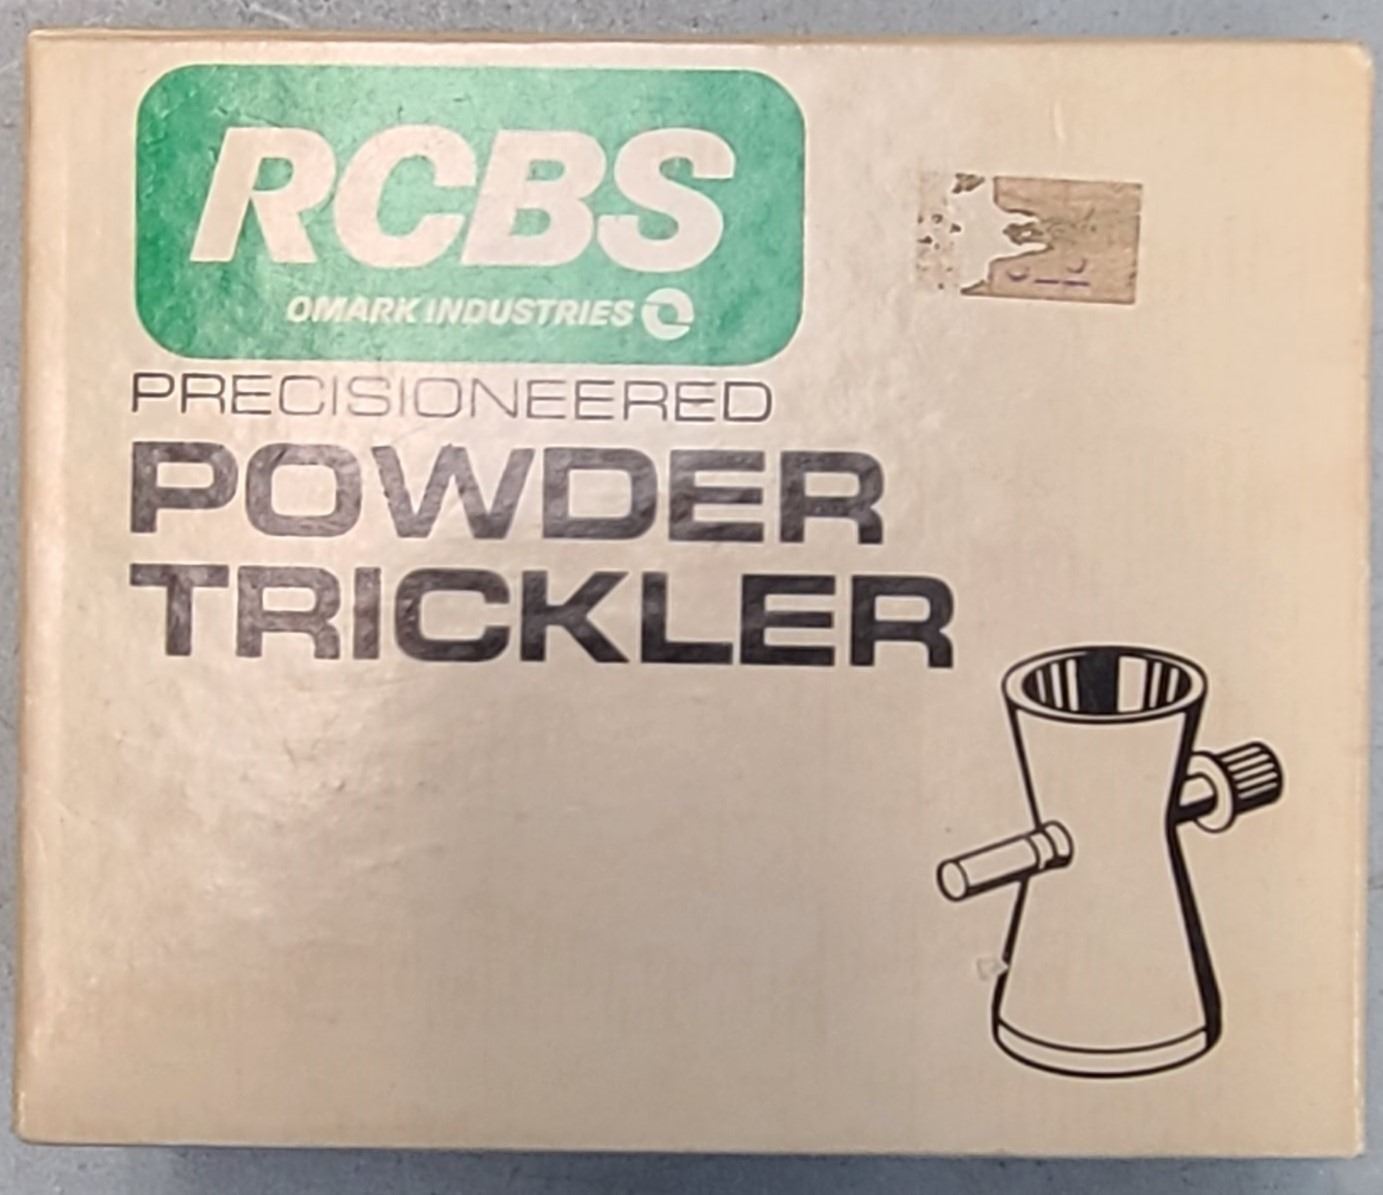 RCBS
OMARK INDUSTRIES
PRECISIONEERED
POWDER
TRICKLER